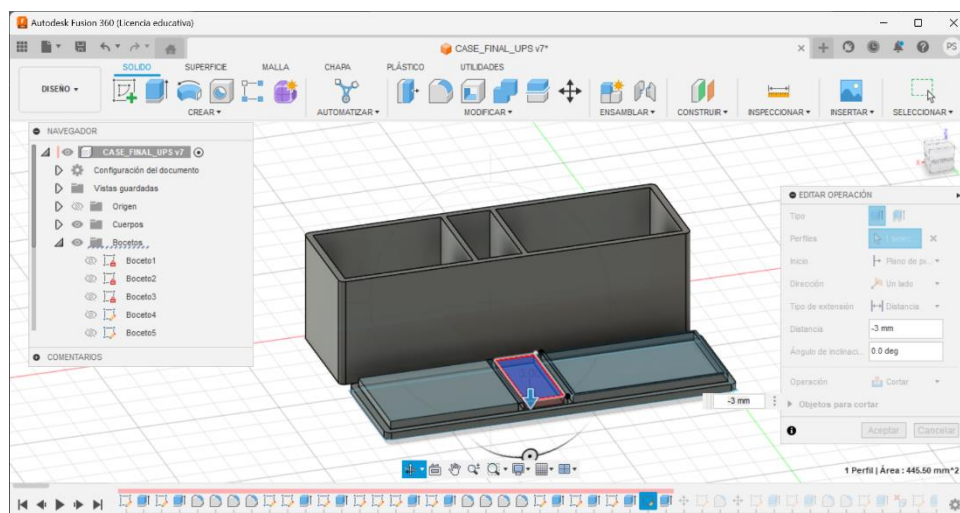 Autodesk Fusion 360 (Licencia educativa)
CASE_FINAL_UPS v7*
PS
SOLIDO SUPERFICIE MALLA CHAPA PLÁSTICO UTILIDADES
DISEÑO
CREAR AUTOMATIZAR MODIFICAR ENSAMBLAR CONSTRUIR INSPECCIONAR INSERTAR SELECCIONAR
NAVEGADOR
CASE_FINAL_UPS v7
Configuración del documento
Vistas guardadas
Origen
Cuerpos
Bocetos
Boceto1
Boceto2
Boceto3
Boceto4
Boceto5
COMENTARIOS
EDITAR OPERACIÓN
Tipo
Perfiles
Inicio Plano de pi...
Dirección Un lado
Tipo de extensión Distancia
Distancia -3 mm
Ángulo de inclinaci... 0.0 deg
Operación Cortar
Objetos para cortar
Aceptar Cancelar
-3 mm
1 Perfil | Área : 445.50 mm^2